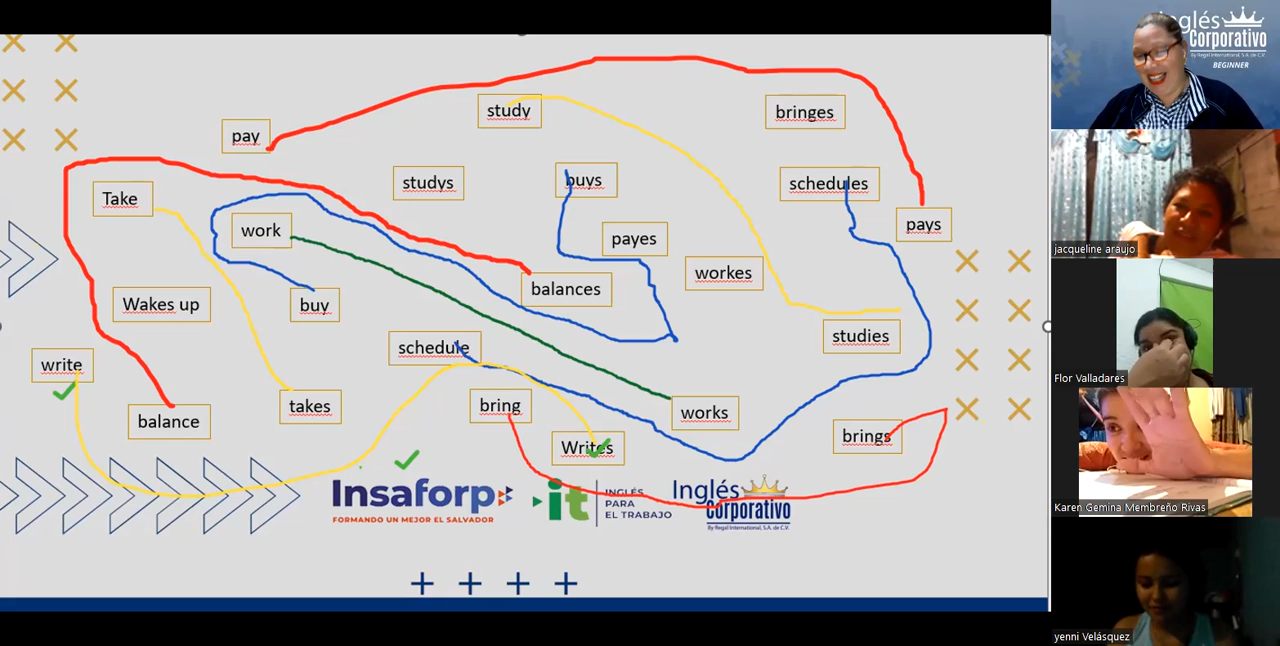 study
bringes
pay
studys
buys
schedules
Take
work
payes
pays
workes
balances
Wakes up
buy
studies
schedule
write
takes
bring
works
balance
Writes
brings
Insaforp
FORMANDO UN MEJOR EL SALVADOR
it
INGLÉS
PARA
EL TRABAJO
Inglés
Corporativo
By Regal International, S.A. de C.V.
Inglés
Corporativo
By Regal International, S.A. de C.V.
BEGINNER
jacqueline araujo
Flor Valladares
Karen Gemina Membreño Rivas
yenni Velásquez